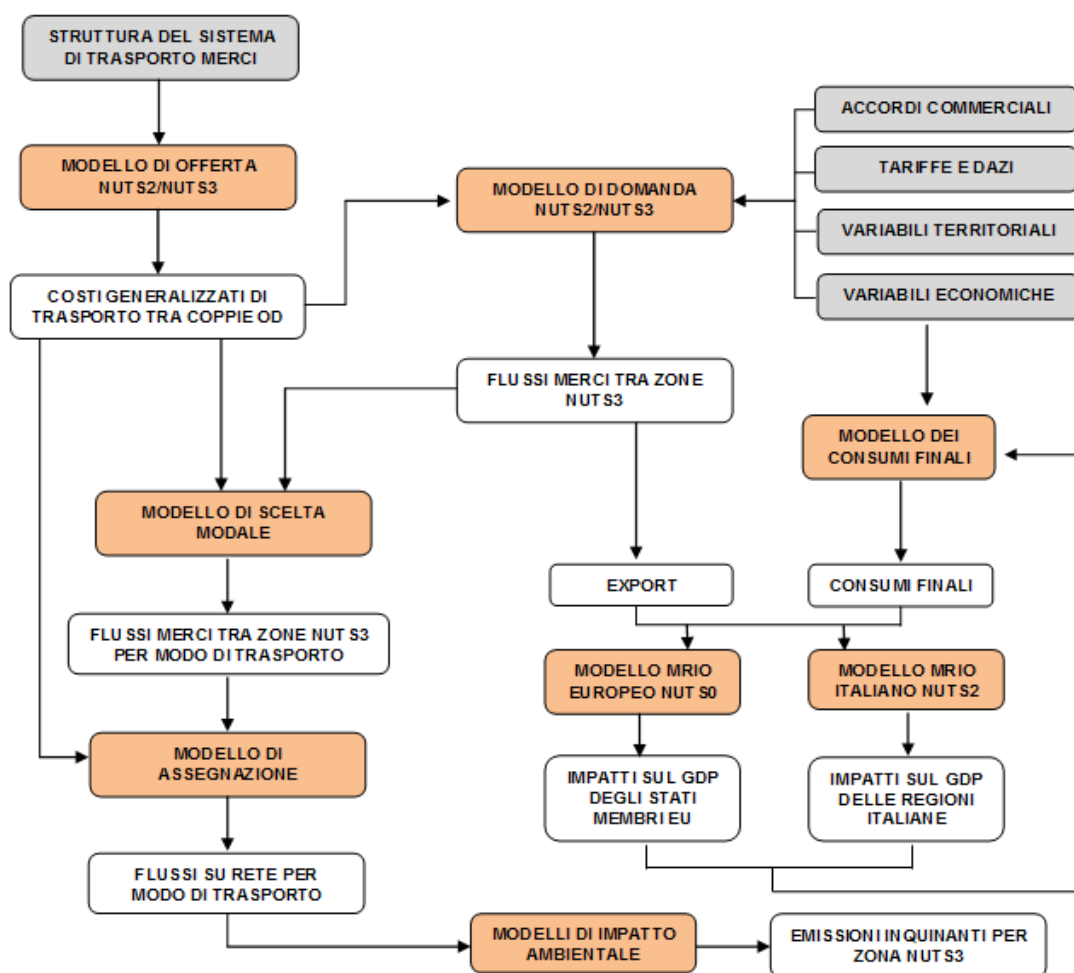 STRUTTURA DEL SISTEMA
DI TRASPORTO MERCI
MODELLO DI OFFERTA
NUTS2/NUTS3
COSTI GENERALIZZATI DI
TRASPORTO TRA COPPIE OD
MODELLO DI DOMANDA
NUTS2/NUTS3
ACCORDI COMMERCIALI
TARIFFE E DAZI
VARIABILI TERRITORIALI
VARIABILI ECONOMICHE
FLUSSI MERCI TRA ZONE
NUTS3
MODELLO DEI
CONSUMI FINALI
MODELLO DI SCELTA
MODALE
EXPORT
CONSUMI FINALI
FLUSSI MERCI TRA ZONE NUTS3
PER MODO DI TRASPORTO
MODELLO MRIO
EUROPEO NUTS0
MODELLO MRIO
ITALIANO NUTS2
MODELLO DI
ASSEGNAZIONE
IMPATTI SUL GDP
DEGLI STATI
MEMBRI EU
IMPATTI SUL GDP
DELLE REGIONI
ITALIANE
FLUSSI SU RETE PER
MODO DI TRASPORTO
MODELLI DI IMPATTO
AMBIENTALE
EMISSIONI INQUINANTI PER
ZONA NUTS3